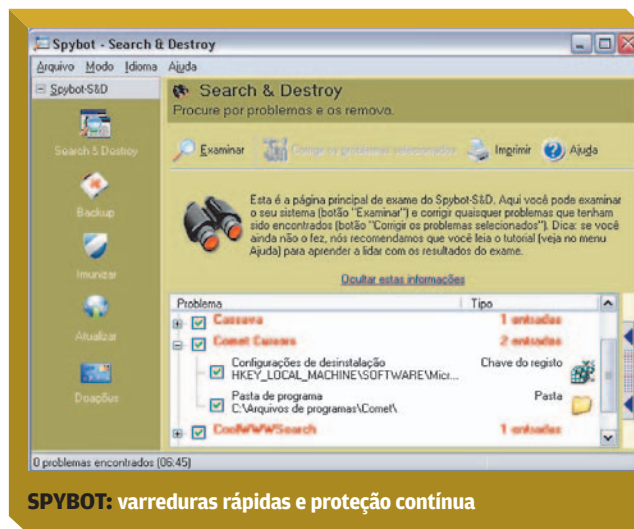 Spybot - Search & Destroy
Arquivo Modo Idioma Ajuda
Spybot-S&D
Search & Destroy
Procure por problemas e os remova.
Search & Destroy
Examinar Corrigir os problemas selecionados Imprimir Ajuda
Backup
Esta é a página principal de exame do Spybot-S&D. Aqui você pode examinar
o seu sistema (botão "Examinar") e corrigir quaisquer problemas que tenham
sido encontrados (botão "Corrigir os problemas selecionados"). Dica: se você
ainda não o fez, nós recomendamos que você leia o tutorial (veja no menu
Ajuda) para aprender a lidar com os resultados do exame.
Imunizar
Ocultar estas informações
Atualizar
Doações
Problema Tipo
Cassava 1 entradas
Comet Cursors 2 entradas
Configurações de desinstalação Chave do registo
HKEY_LOCAL_MACHINE\SOFTWARE\Micr...
Pasta de programa Pasta
C:\Arquivos de programas\Comet\
CoolWWWSearch 1 entradas
0 problemas encontrados (06:45)
SPYBOT: varreduras rápidas e proteção contínua